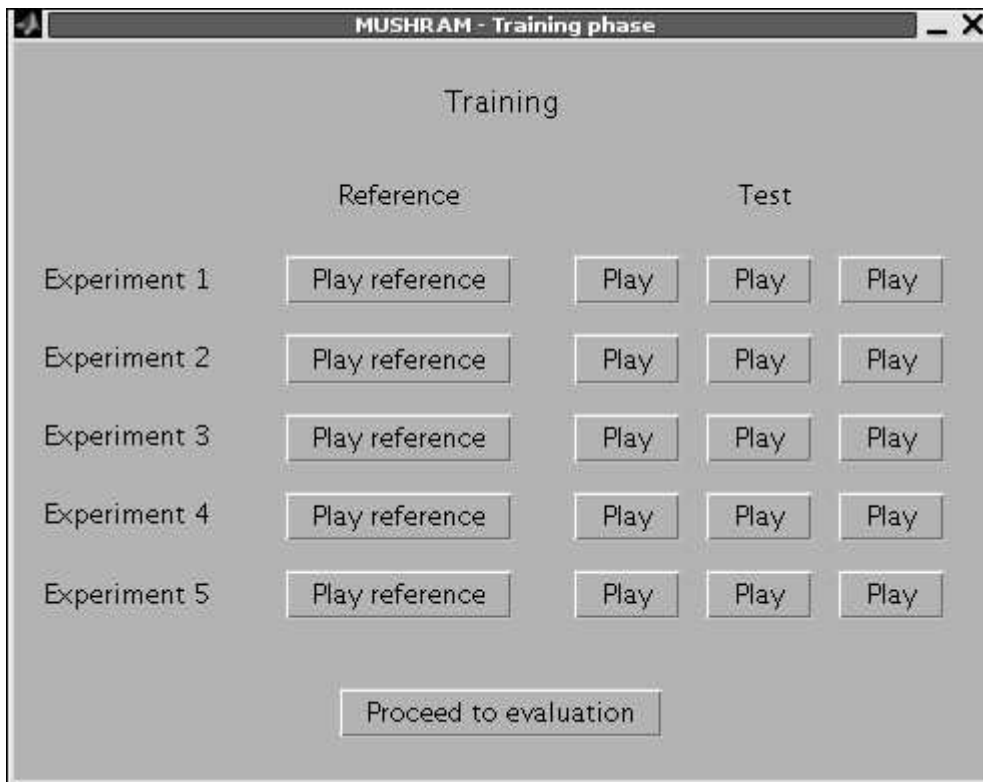 MUSHRAM - Training phase
Training
Reference Test
Experiment 1 Play reference Play Play Play
Experiment 2 Play reference Play Play Play
Experiment 3 Play reference Play Play Play
Experiment 4 Play reference Play Play Play
Experiment 5 Play reference Play Play Play
Proceed to evaluation